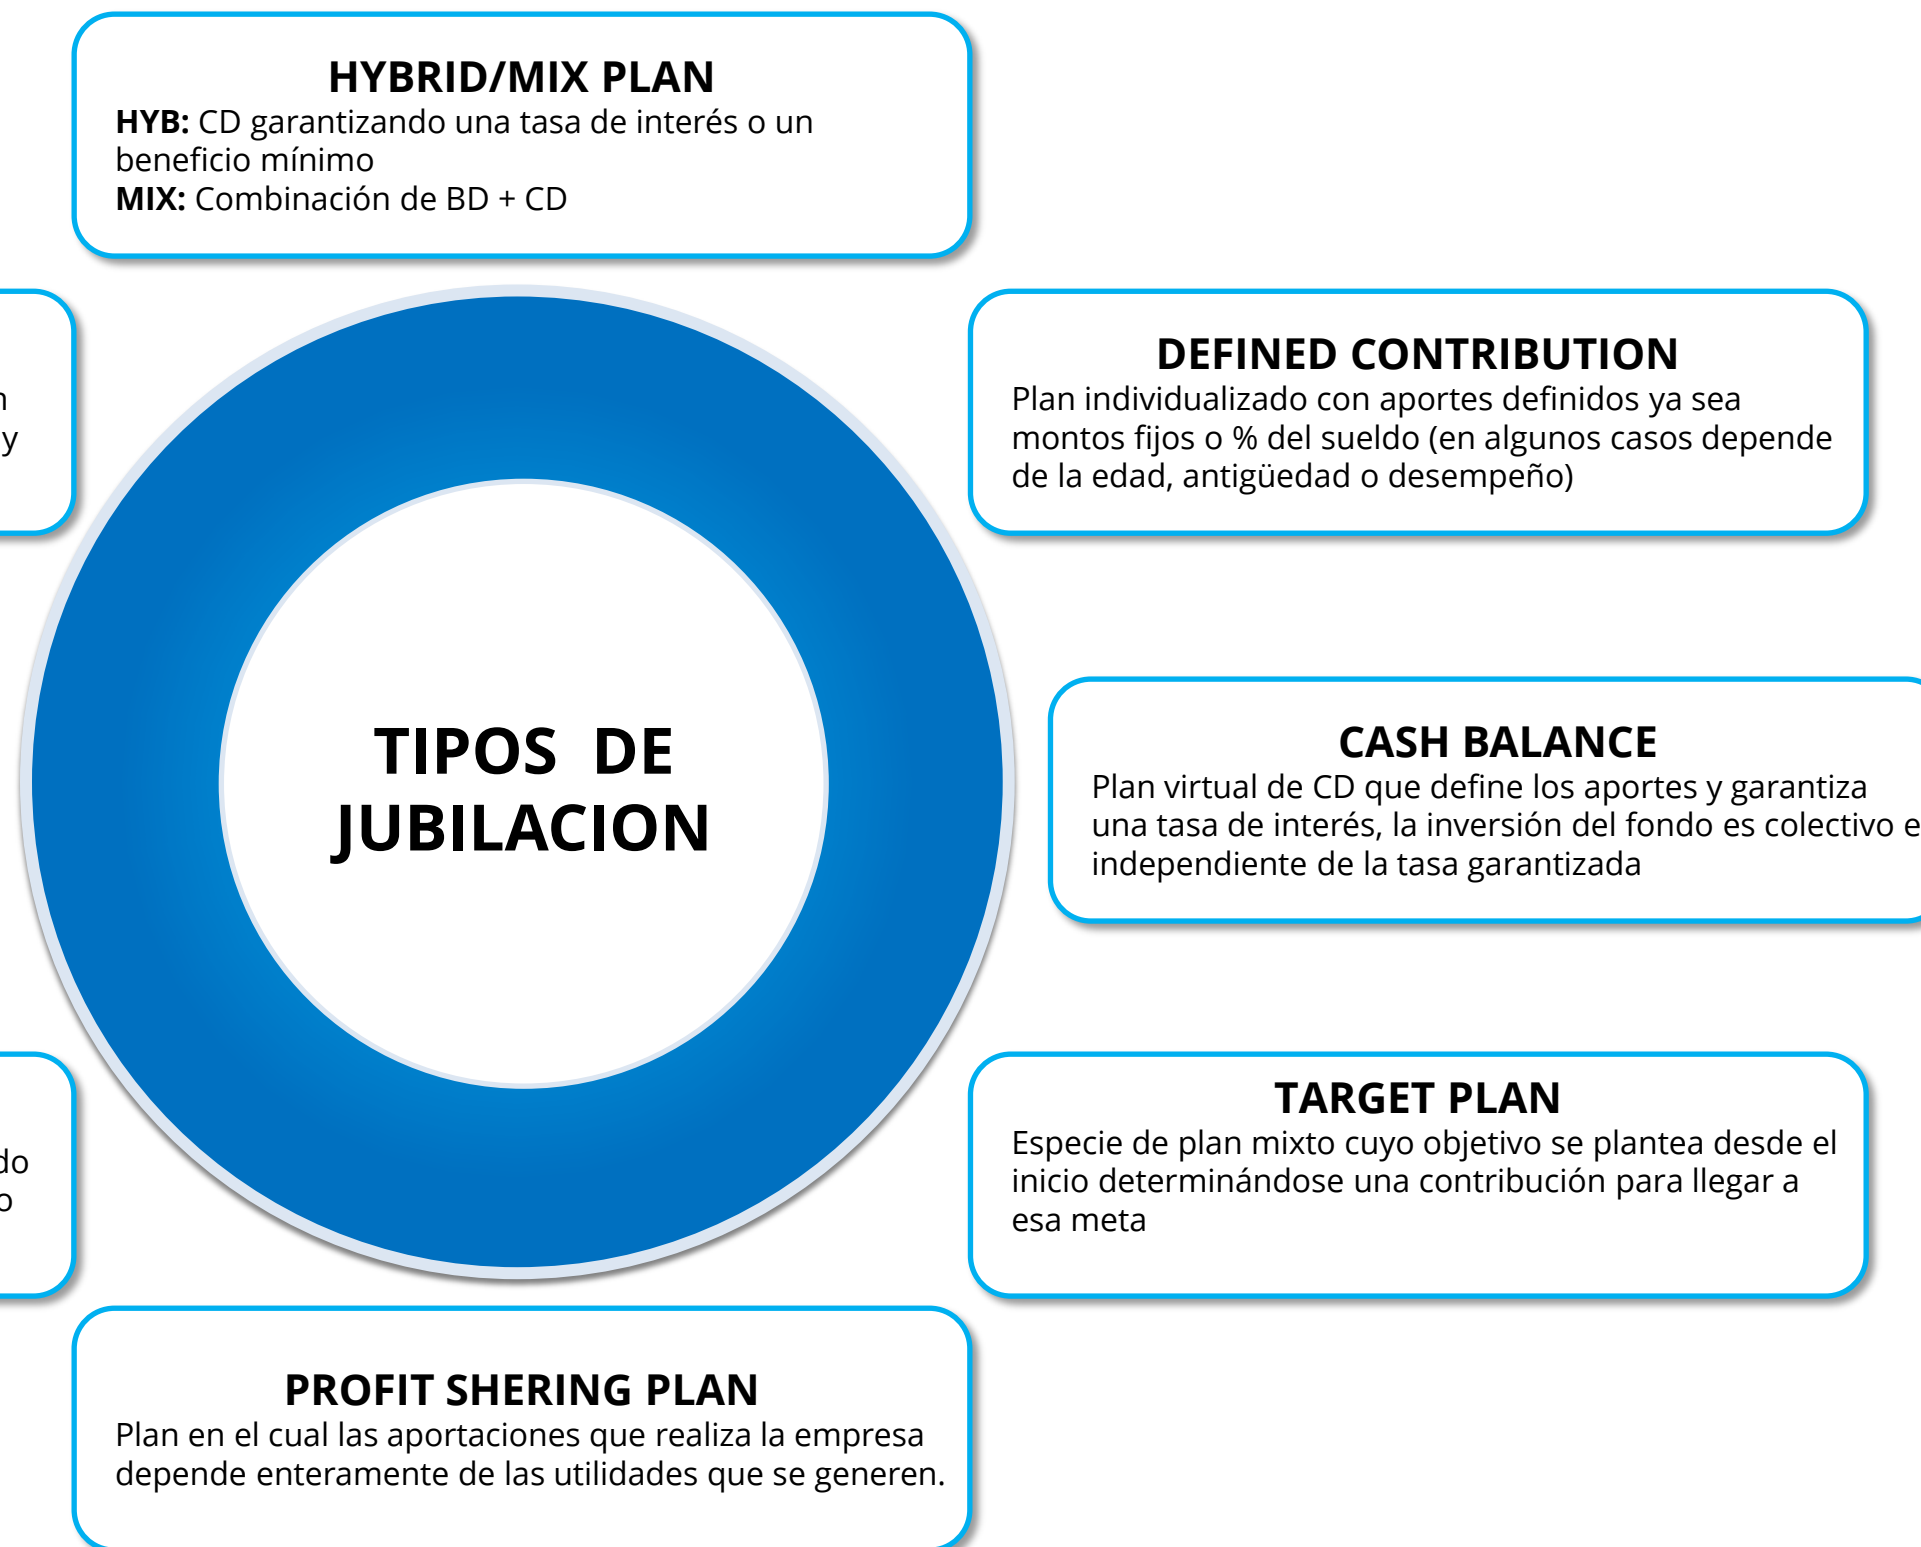 HYBRID/MIX PLAN
HYB: CD garantizando una tasa de interés o un
beneficio mínimo
MIX: Combinación de BD + CD
DEFINED CONTRIBUTION
Plan individualizado con aportes definidos ya sea
montos fijos o % del sueldo (en algunos casos depende
de la edad, antigüedad o desempeño)
y
TIPOS DE
JUBILACION
CASH BALANCE
Plan virtual de CD que define los aportes y garantiza
una tasa de interés, la inversión del fondo es colectivo e
independiente de la tasa garantizada
TARGET PLAN
Especie de plan mixto cuyo objetivo se plantea desde el
inicio determinándose una contribución para llegar a
esa meta
PROFIT SHERING PLAN
Plan en el cual las aportaciones que realiza la empresa
depende enteramente de las utilidades que se generen.